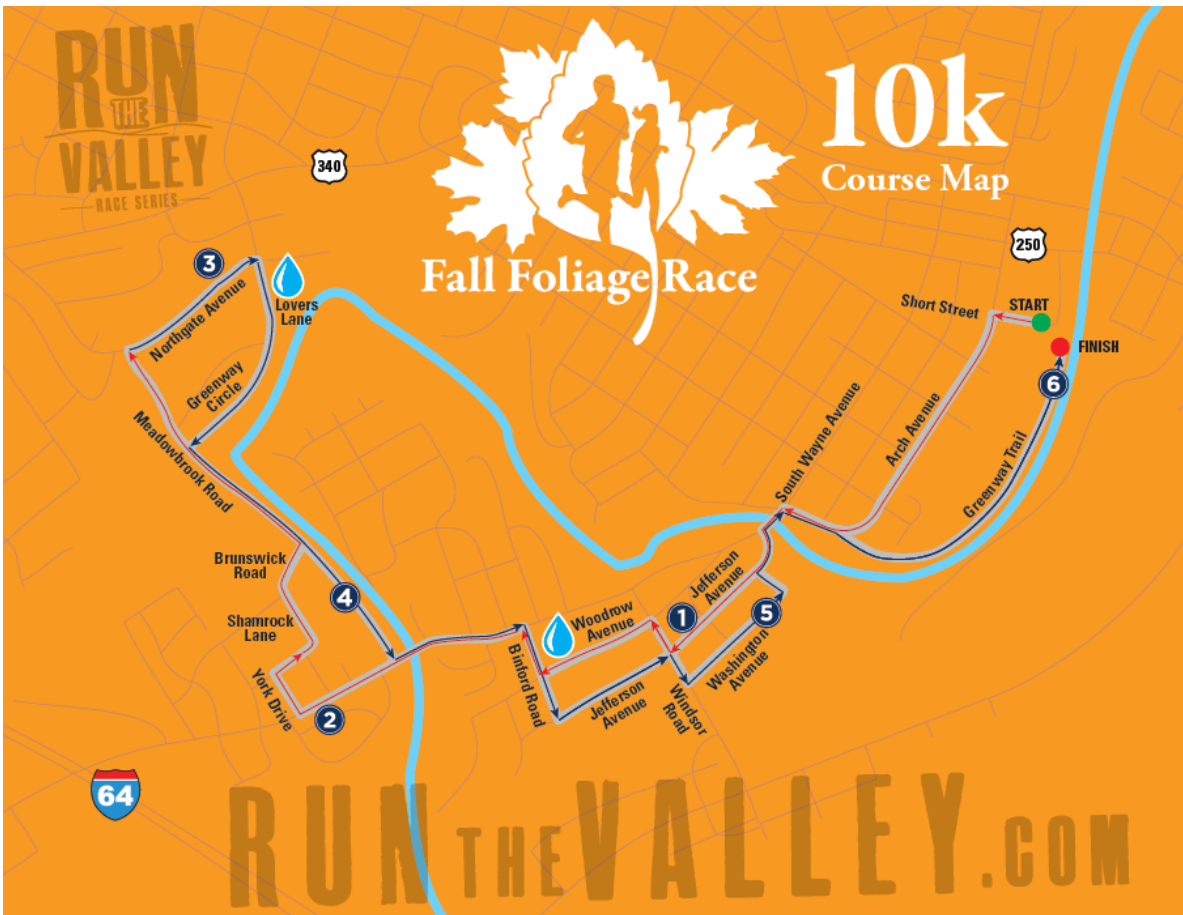 RUN
THE
VALLEY
RACE SERIES
340
10k
Course Map
250
Fall Foliage Race
3
Northgate Avenue
Lovers
Lane
Greenway
Circle
Meadowbrook Road
Short Street
START
FINISH
6
Arch Avenue
South Wayne Avenue
Greenway Trail
Brunswick
Road
4
Shamrock
Lane
York Drive
2
Binford Road
Woodrow
Avenue
1
Jefferson
Avenue
5
Washington
Avenue
Jefferson
Avenue
Windsor
Road
64
RUN THE VALLEY.COM